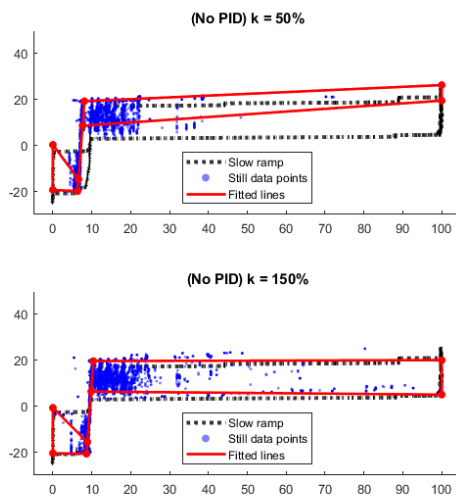 (No PID) k = 50%
40
20
0
-20
Slow ramp
Still data points
Fitted lines
0 10 20 30 40 50 60 70 80 90 100
(No PID) k = 150%
40
20
0
-20
Slow ramp
Still data points
Fitted lines
0 10 20 30 40 50 60 70 80 90 100